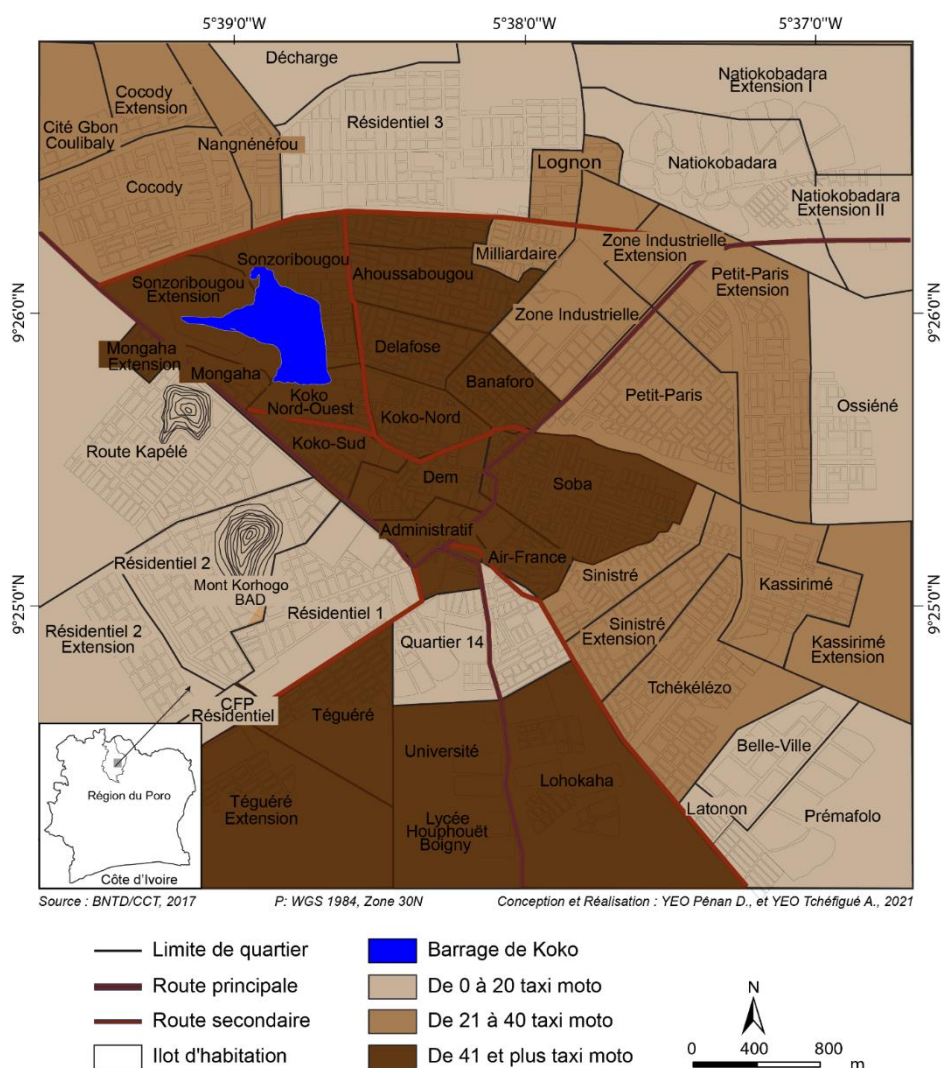 5°39'0"W
5°38'0"W
5°37'0"W
Décharge
Natiokobadara
Extension I
Cocody
Extension
Cité Gbon
Coulibaly
Résidentiel 3
Nangnénéfou
Lognon
Natiokobadara
Cocody
Natiokobadara
Extension II
Sonzoribougou
Milliardaire
Zone Industrielle
Extension
Sonzoribougou
Extension
Ahoussabougou
Petit-Paris
Extension
9°26'0"N
9°26'0"N
Zone Industrielle
Mongaha
Extension
Delafose
Mongaha
Banaforo
Koko
Nord-Ouest
Petit-Paris
Ossiéné
Koko-Nord
Route Kapélé
Koko-Sud
Dem
Soba
Administratif
Air-France
Résidentiel 2
Sinistré
Kassirimé
Mont Korhogo
BAD
9°25'0"N
9°25'0"N
Résidentiel 1
Résidentiel 2
Extension
Quartier 14
Sinistré
Extension
Kassirimé
Extension
Tchékélézo
CFP
Résidentiel
Téguéré
Belle-Ville
Université
Lohokaha
Région du Poro
Téguéré
Extension
Latonon
Prémafolo
Lycée
Houphouët
Boigny
Côte d'Ivoire
Source : BNTD/CCT, 2017
P: WGS 1984, Zone 30N
Conception et Réalisation : YEO Pénan D., et YEO Tchéfigué A., 2021
Limite de quartier
Barrage de Koko
Route principale
De 0 à 20 taxi moto
Route secondaire
De 21 à 40 taxi moto
Ilot d'habitation
De 41 et plus taxi moto
N
0 400 800
m